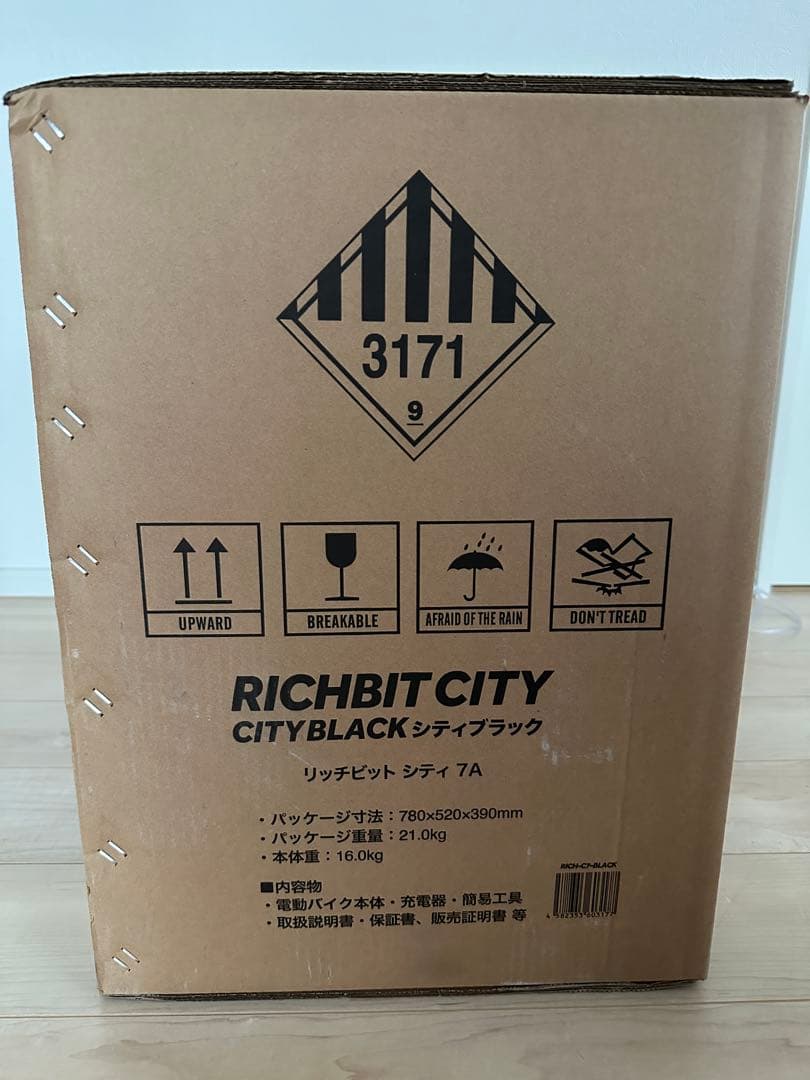 3171
9
UPWARD
BREAKABLE
AFRAID OF THE RAIN
DON'T TREAD
RICHBIT CITY
CITY BLACK シティブラック
リッチビット シティ 7A
・パッケージ寸法：780×520×390mm
・パッケージ重量：21.0kg
・本体重：16.0kg
■内容物
・電動バイク本体・充電器・簡易工具
・取扱説明書・保証書、販売証明書 等
RICH-C7-BLACK
4 582353 603177